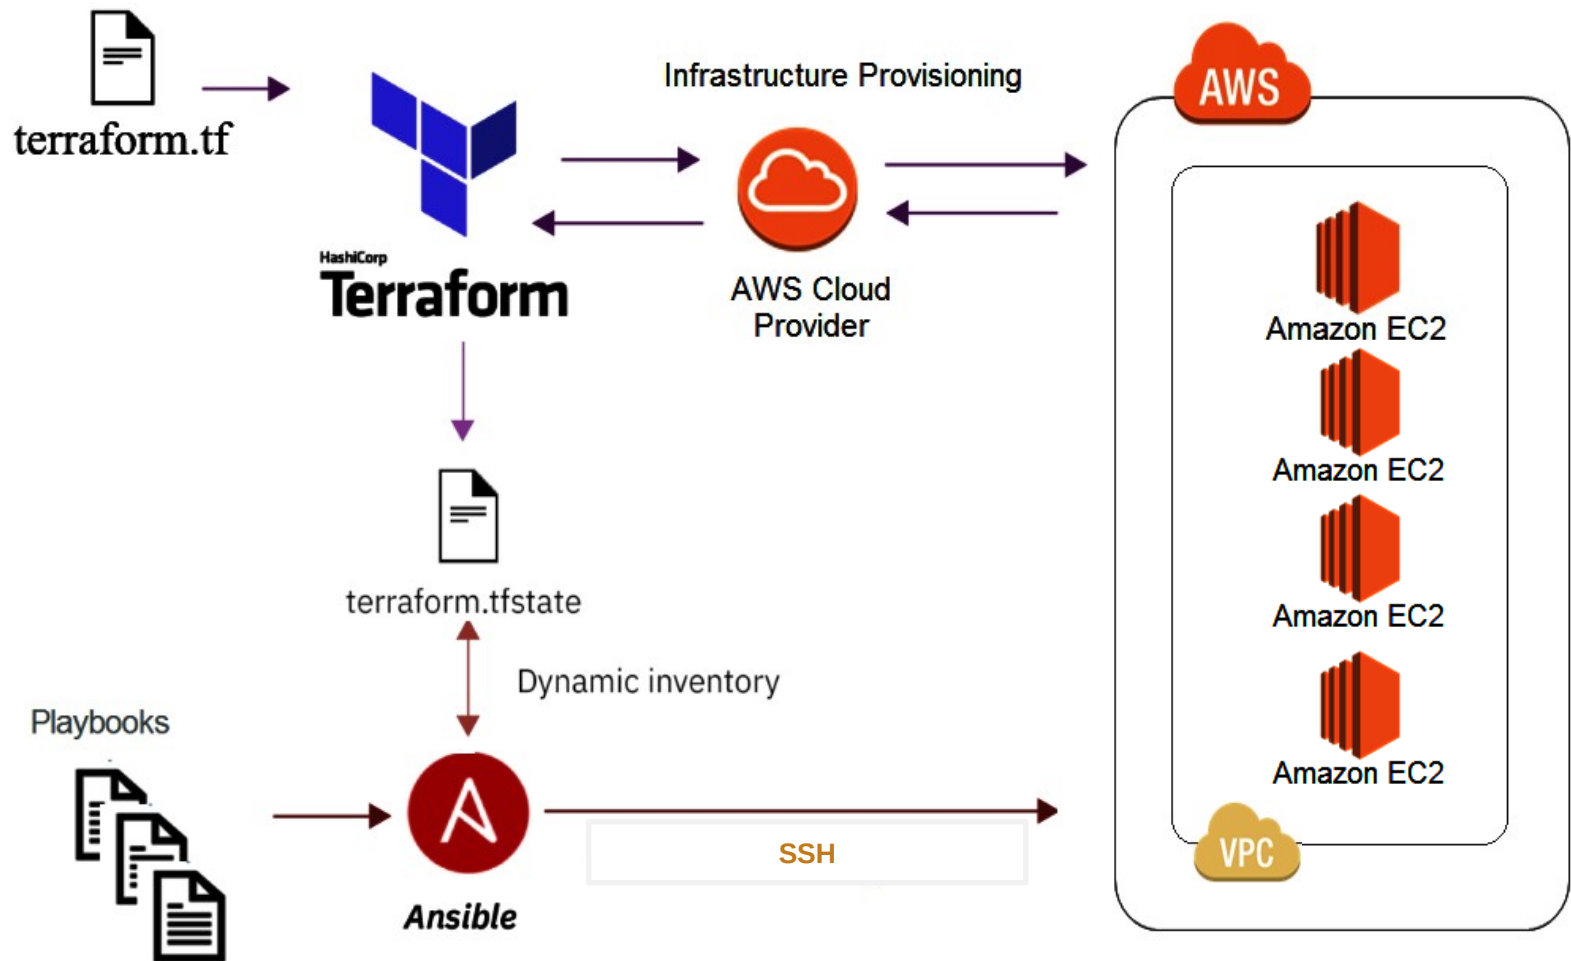 terraform.tf
HashiCorp
Terraform
Infrastructure Provisioning
AWS Cloud
Provider
AWS
Amazon EC2
Amazon EC2
Amazon EC2
Amazon EC2
VPC
terraform.tfstate
Dynamic inventory
Playbooks
Ansible
SSH